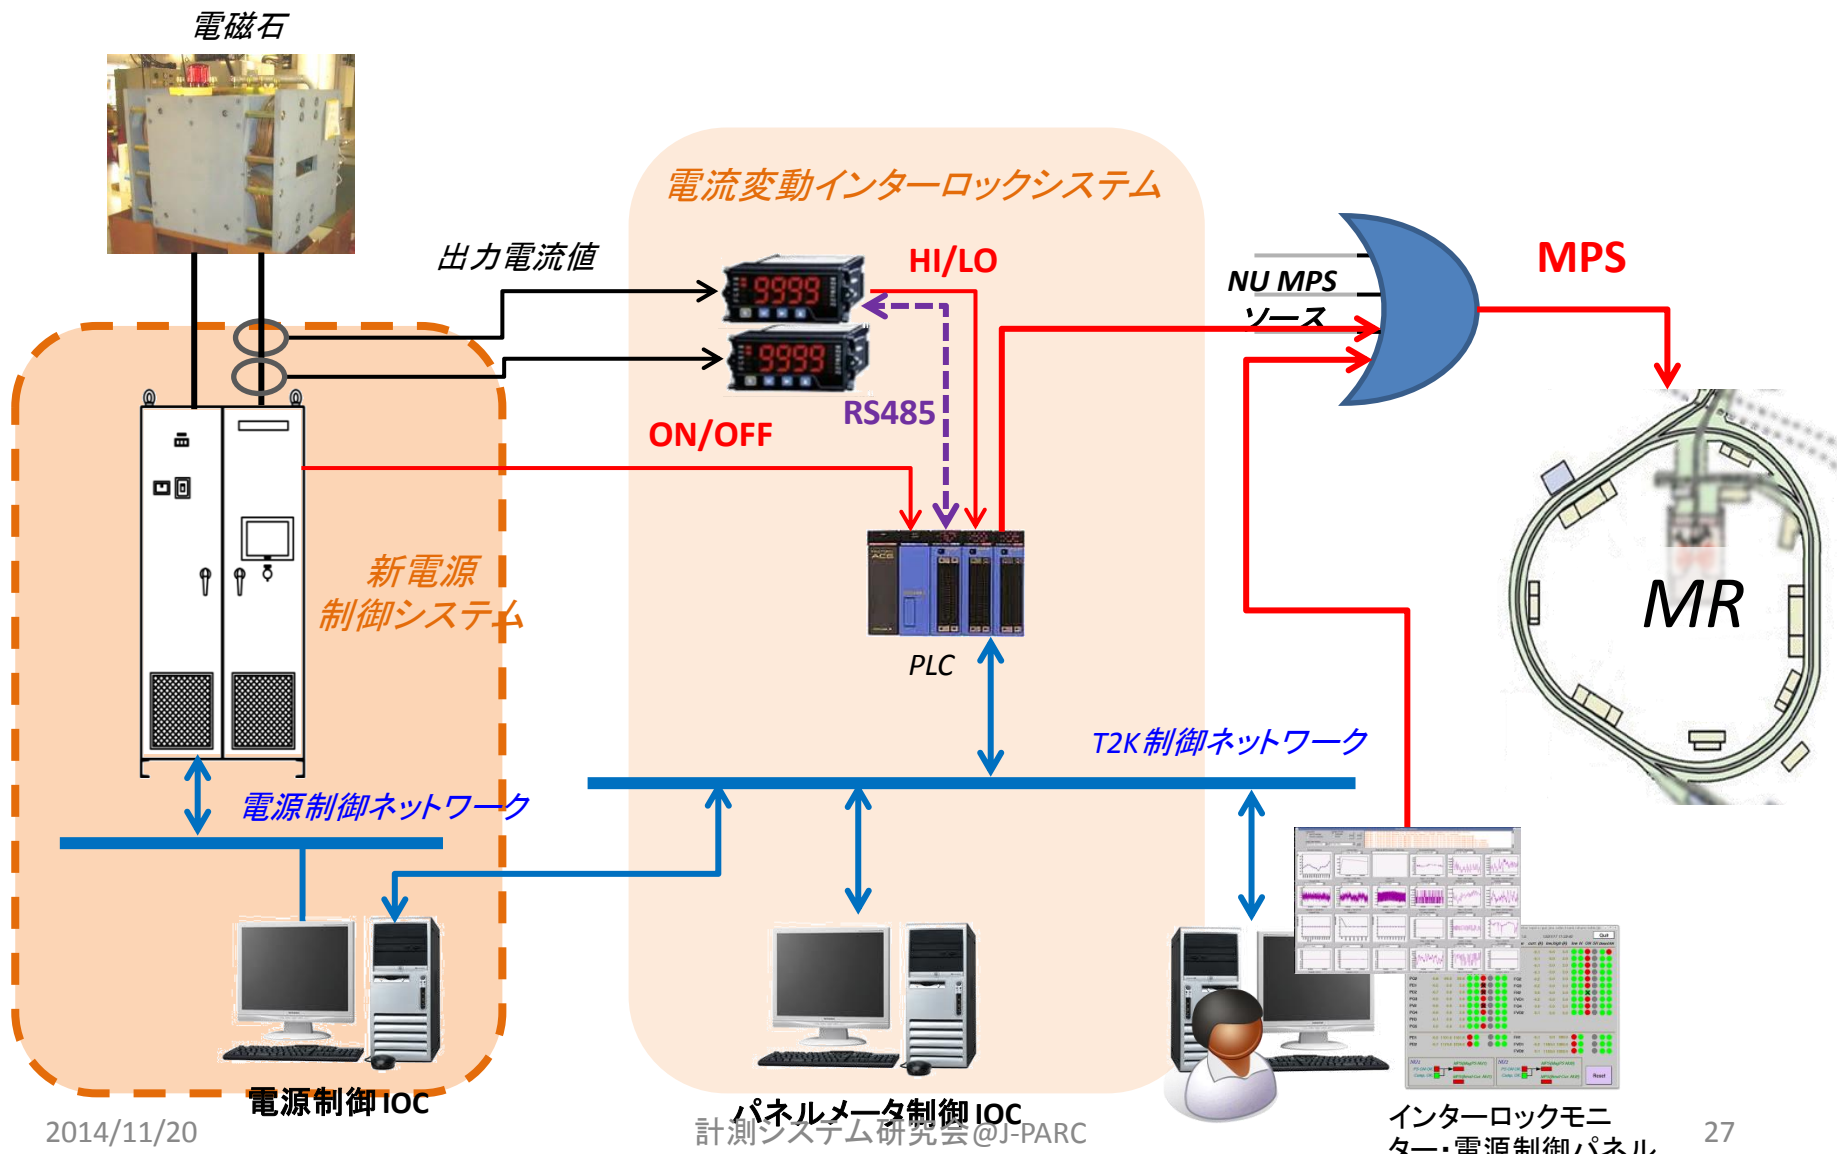 電磁石
電流変動インターロックシステム
出力電流値
HI/LO
NU MPS
ソース
MPS
9999
9999
RS485
ON/OFF
新電源
制御システム
PLC
MR
T2K制御ネットワーク
電源制御ネットワーク
Quit
Reset
電源制御 IOC
パネルメータ制御 IOC
インターロックモニ
ター・電源制御パネル
2014/11/20
計測システム研究会@J-PARC
27